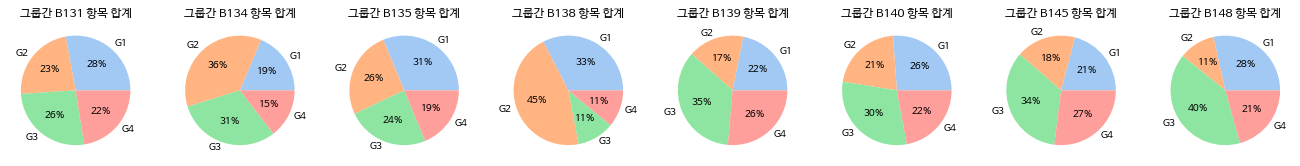 그룹간 B131 항목 합계
G1
28%
G2
23%
G3
26%
G4
22%
그룹간 B134 항목 합계
G1
19%
G2
36%
G3
31%
G4
15%
그룹간 B135 항목 합계
G1
31%
G2
26%
G3
24%
G4
19%
그룹간 B138 항목 합계
G1
33%
G2
45%
G3
11%
G4
11%
그룹간 B139 항목 합계
G1
22%
G2
17%
G3
35%
G4
26%
그룹간 B140 항목 합계
G1
26%
G2
21%
G3
30%
G4
22%
그룹간 B145 항목 합계
G1
21%
G2
18%
G3
34%
G4
27%
그룹간 B148 항목 합계
G1
28%
G2
11%
G3
40%
G4
21%